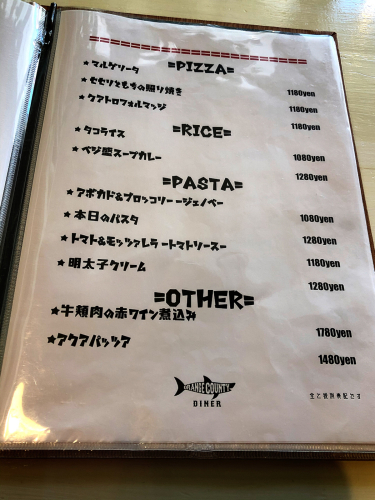 =PIZZA=
★マルゲリータ 1180yen
★セセリともちの照り焼き 1180yen
★クアトロフォルマッジ 1180yen
=RICE=
★タコライス 1080yen
★ベジ盛スープカレー 1280yen
=PASTA=
★アボカド&ブロッコリージェノベー 1080yen
★本日のパスタ 1280yen
★トマト&モッツァレラ ートマトソースー 1180yen
★明太子クリーム 1280yen
=OTHER=
★牛頬肉の赤ワイン煮込み 1780yen
★アクアパッツァ 1480yen
ORANGE COUNTY
DINER